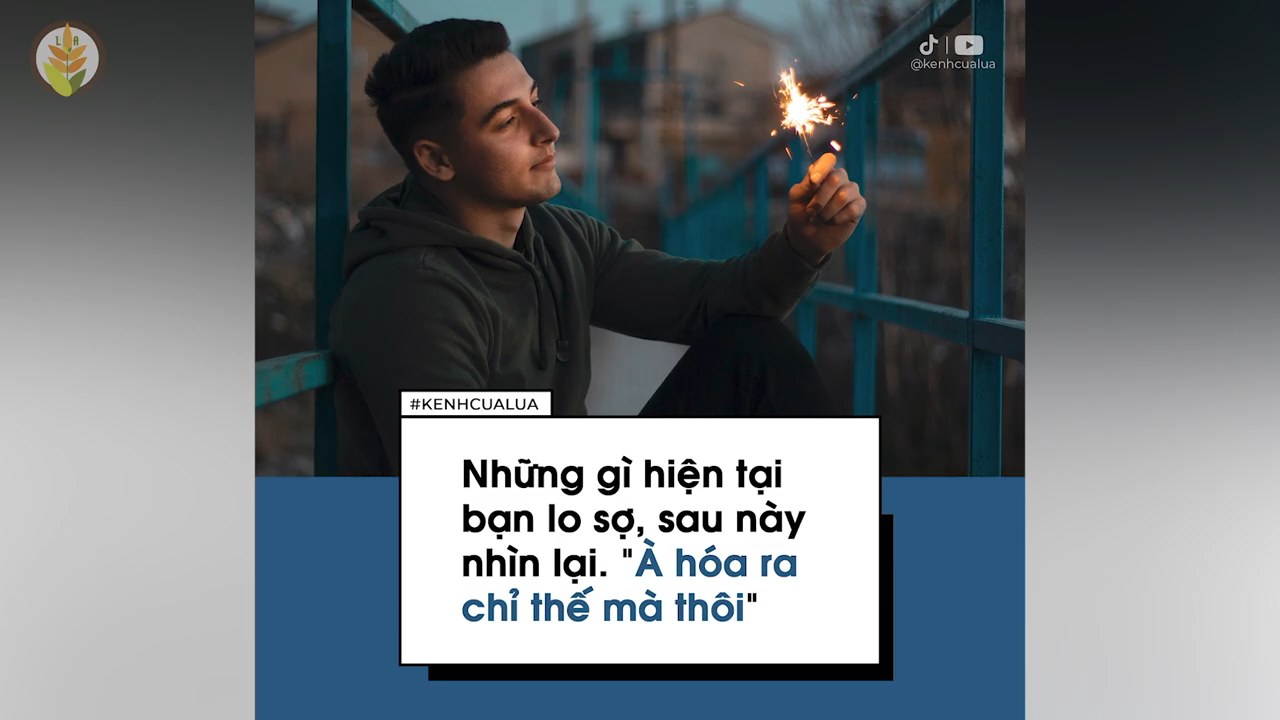 L A
@kenhcualua
#KENHCUALUA
Những gì hiện tại
bạn lo sợ, sau này
nhìn lại. "À hóa ra
chỉ thế mà thôi"